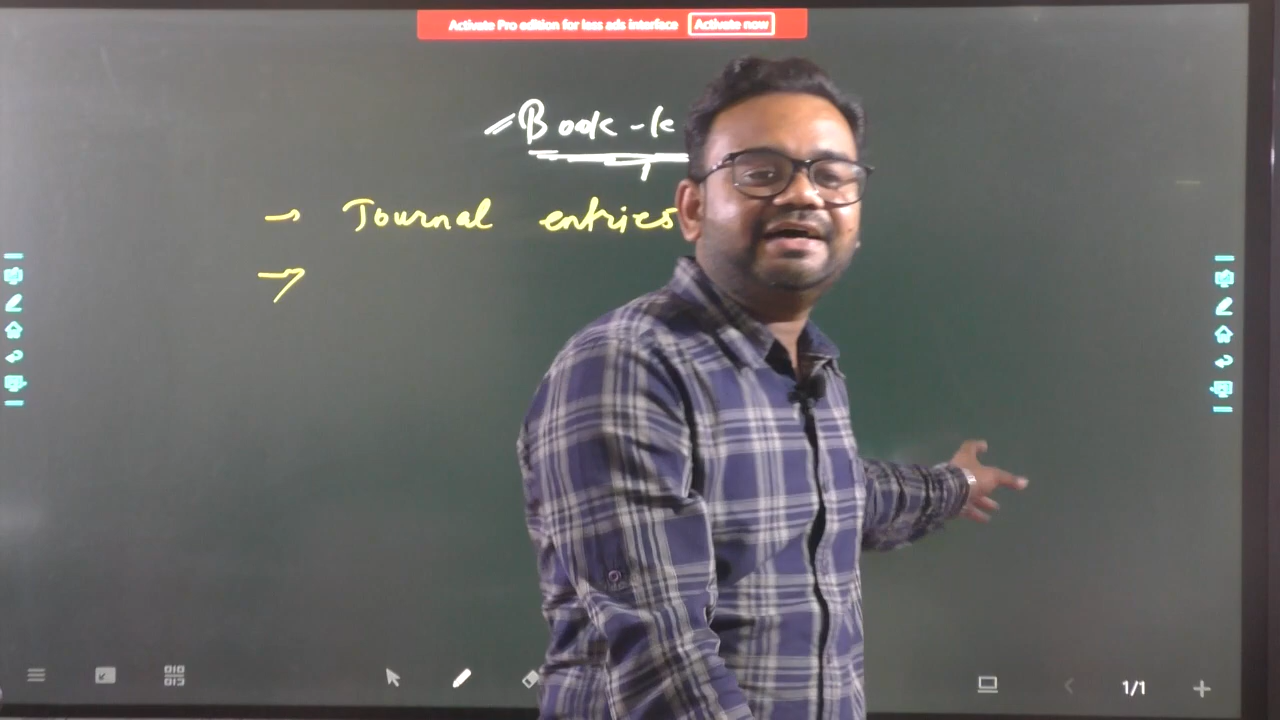 Activate Pro edition for less ads interface Activate now
Book-k
→ Journal entries
→
1/1